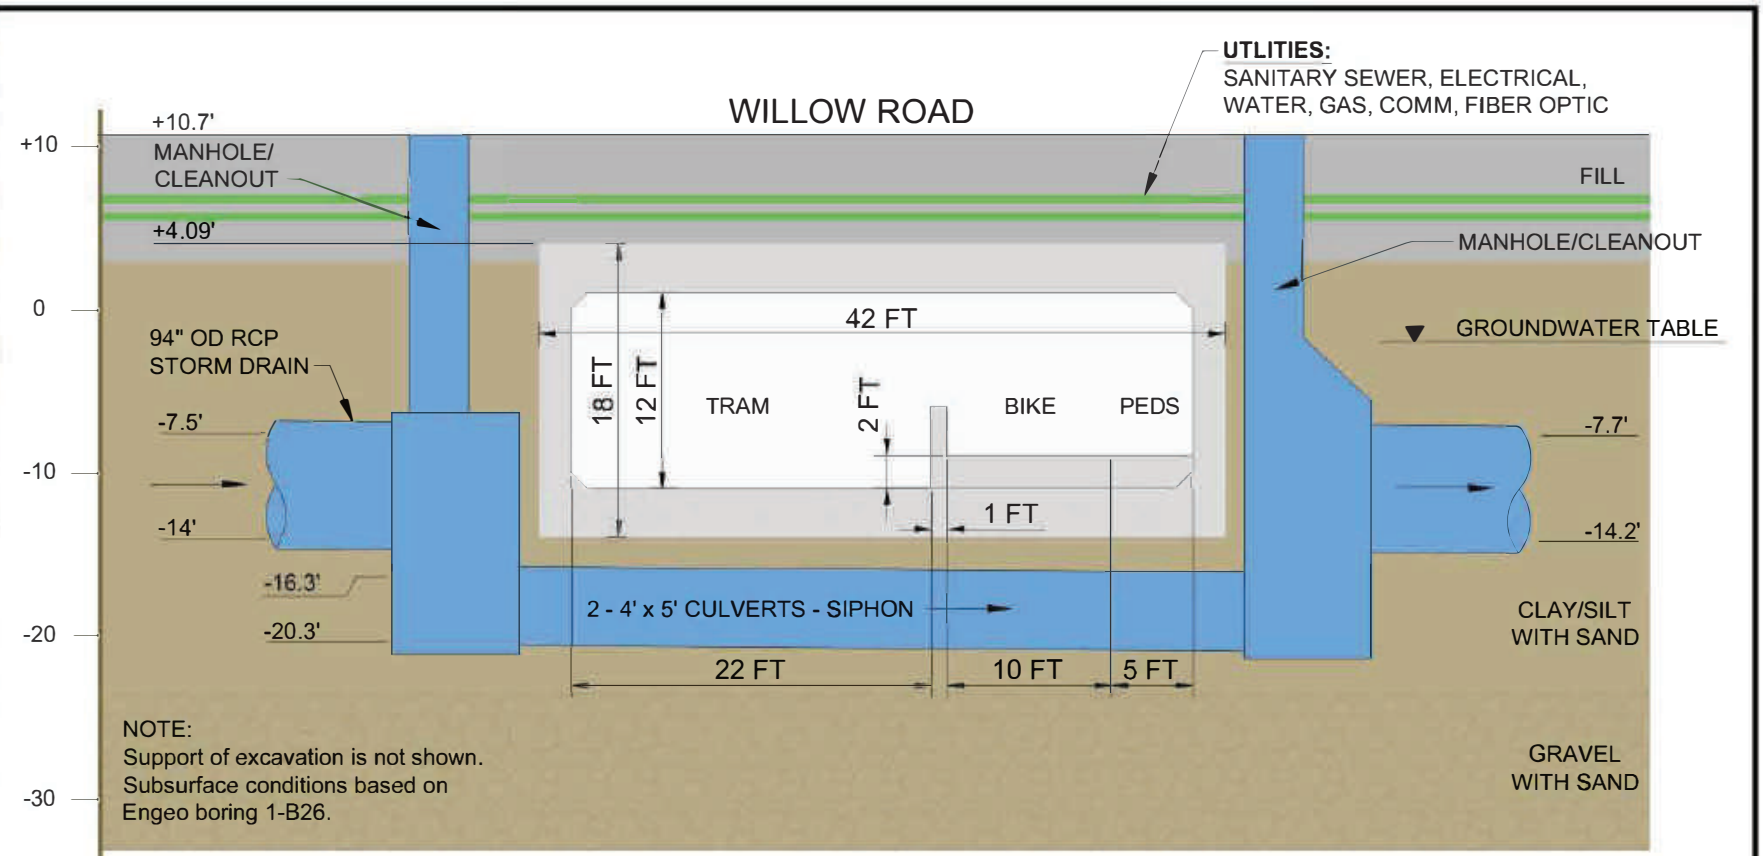 UTLITIES:
SANITARY SEWER, ELECTRICAL,
WATER, GAS, COMM, FIBER OPTIC
WILLOW ROAD
+10.7'
+10
MANHOLE/
CLEANOUT
FILL
+4.09'
MANHOLE/CLEANOUT
0
42 FT
94" OD RCP
STORM DRAIN
GROUNDWATER TABLE
18 FT
12 FT
2 FT
TRAM
BIKE
PEDS
-7.5'
-7.7'
-10
1 FT
-14'
-14.2'
-16.3'
2 - 4' x 5' CULVERTS - SIPHON
-20.3'
-20
CLAY/SILT
WITH SAND
22 FT
10 FT
5 FT
NOTE:
Support of excavation is not shown.
Subsurface conditions based on
Engeo boring 1-B26.
GRAVEL
WITH SAND
-30